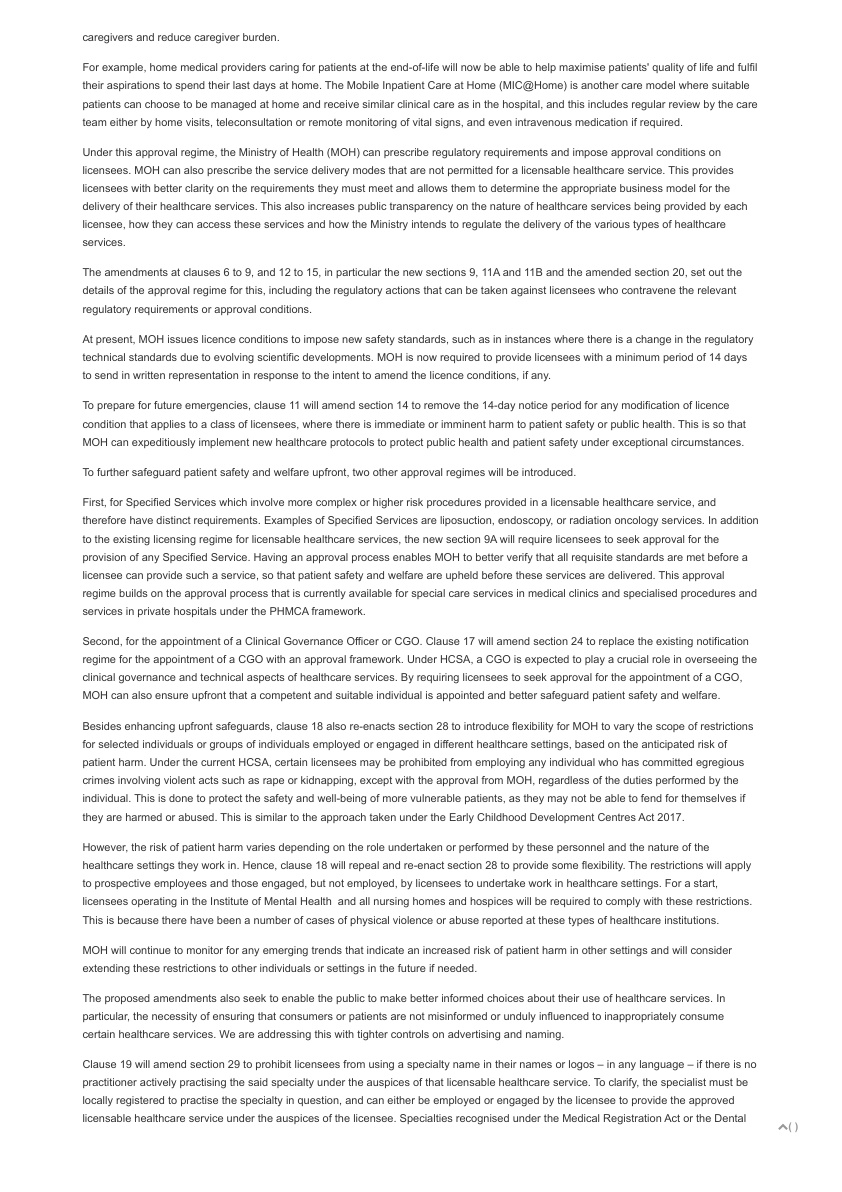 caregivers and reduce caregiver burden.
For example, home medical providers caring for patients at the end-of-life will now be able to help maximise patients' quality of life and fulfil
their aspirations to spend their last days at home. The Mobile Inpatient Care at Home (MIC@Home) is another care model where suitable
patients can choose to be managed at home and receive similar clinical care as in the hospital, and this includes regular review by the care
team either by home visits, teleconsultation or remote monitoring of vital signs, and even intravenous medication if required.
Under this approval regime, the Ministry of Health (MOH) can prescribe regulatory requirements and impose approval conditions on
licensees. MOH can also prescribe the service delivery modes that are not permitted for a licensable healthcare service. This provides
licensees with better clarity on the requirements they must meet and allows them to determine the appropriate business model for the
delivery of their healthcare services. This also increases public transparency on the nature of healthcare services being provided by each
licensee, how they can access these services and how the Ministry intends to regulate the delivery of the various types of healthcare
services.
The amendments at clauses 6 to 9, and 12 to 15, in particular the new sections 9, 11A and 11B and the amended section 20, set out the
details of the approval regime for this, including the regulatory actions that can be taken against licensees who contravene the relevant
regulatory requirements or approval conditions.
At present, MOH issues licence conditions to impose new safety standards, such as in instances where there is a change in the regulatory
technical standards due to evolving scientific developments. MOH is now required to provide licensees with a minimum period of 14 days
to send in written representation in response to the intent to amend the licence conditions, if any.
To prepare for future emergencies, clause 11 will amend section 14 to remove the 14-day notice period for any modification of licence
condition that applies to a class of licensees, where there is immediate or imminent harm to patient safety or public health. This is so that
MOH can expeditiously implement new healthcare protocols to protect public health and patient safety under exceptional circumstances.
To further safeguard patient safety and welfare upfront, two other approval regimes will be introduced.
First, for Specified Services which involve more complex or higher risk procedures provided in a licensable healthcare service, and
therefore have distinct requirements. Examples of Specified Services are liposuction, endoscopy, or radiation oncology services. In addition
to the existing licensing regime for licensable healthcare services, the new section 9A will require licensees to seek approval for the
provision of any Specified Service. Having an approval process enables MOH to better verify that all requisite standards are met before a
licensee can provide such a service, so that patient safety and welfare are upheld before these services are delivered. This approval
regime builds on the approval process that is currently available for special care services in medical clinics and specialised procedures and
services in private hospitals under the PHMCA framework.
Second, for the appointment of a Clinical Governance Officer or CGO. Clause 17 will amend section 24 to replace the existing notification
regime for the appointment of a CGO with an approval framework. Under HCSA, a CGO is expected to play a crucial role in overseeing the
clinical governance and technical aspects of healthcare services. By requiring licensees to seek approval for the appointment of a CGO,
MOH can also ensure upfront that a competent and suitable individual is appointed and better safeguard patient safety and welfare.
Besides enhancing upfront safeguards, clause 18 also re-enacts section 28 to introduce flexibility for MOH to vary the scope of restrictions
for selected individuals or groups of individuals employed or engaged in different healthcare settings, based on the anticipated risk of
patient harm. Under the current HCSA, certain licensees may be prohibited from employing any individual who has committed egregious
crimes involving violent acts such as rape or kidnapping, except with the approval from MOH, regardless of the duties performed by the
individual. This is done to protect the safety and well-being of more vulnerable patients, as they may not be able to fend for themselves if
they are harmed or abused. This is similar to the approach taken under the Early Childhood Development Centres Act 2017.
However, the risk of patient harm varies depending on the role undertaken or performed by these personnel and the nature of the
healthcare settings they work in. Hence, clause 18 will repeal and re-enact section 28 to provide some flexibility. The restrictions will apply
to prospective employees and those engaged, but not employed, by licensees to undertake work in healthcare settings. For a start,
licensees operating in the Institute of Mental Health and all nursing homes and hospices will be required to comply with these restrictions.
This is because there have been a number of cases of physical violence or abuse reported at these types of healthcare institutions.
MOH will continue to monitor for any emerging trends that indicate an increased risk of patient harm in other settings and will consider
extending these restrictions to other individuals or settings in the future if needed.
The proposed amendments also seek to enable the public to make better informed choices about their use of healthcare services. In
particular, the necessity of ensuring that consumers or patients are not misinformed or unduly influenced to inappropriately consume
certain healthcare services. We are addressing this with tighter controls on advertising and naming.
Clause 19 will amend section 29 to prohibit licensees from using a specialty name in their names or logos – in any language – if there is no
practitioner actively practising the said specialty under the auspices of that licensable healthcare service. To clarify, the specialist must be
locally registered to practise the specialty in question, and can either be employed or engaged by the licensee to provide the approved
licensable healthcare service under the auspices of the licensee. Specialties recognised under the Medical Registration Act or the Dental
( )